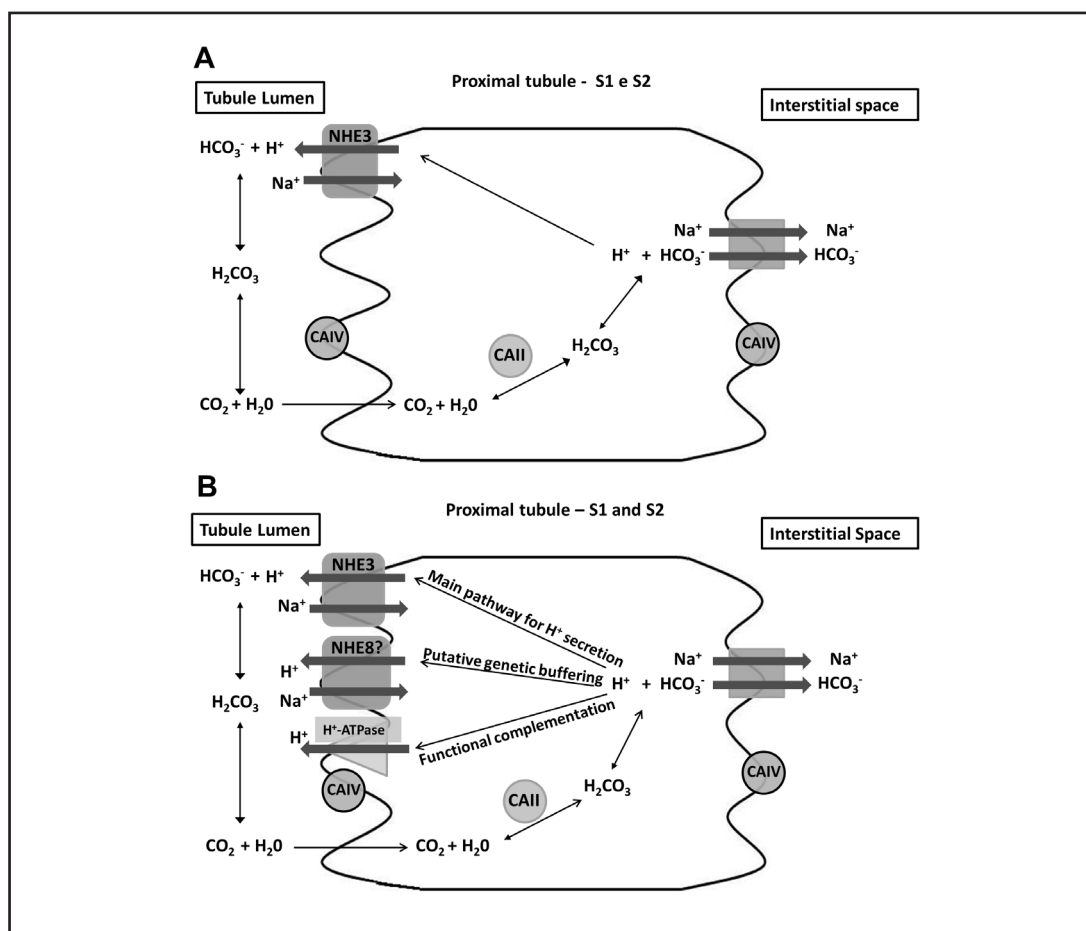 A
Proximal tubule - S1 e S2
Tubule Lumen
Interstitial space
NHE3
HCO₃⁻ + H⁺
Na⁺
Na⁺ Na⁺
H⁺ + HCO₃⁻ HCO₃⁻
H₂CO₃
CAIV
CAII
H₂CO₃
CAIV
CO₂ + H₂0
CO₂ + H₂0
B
Proximal tubule – S1 and S2
Tubule Lumen
Interstitial Space
NHE3
HCO₃⁻ + H⁺
Na⁺
Main pathway for H⁺ secretion
NHE8?
H⁺
Na⁺
Putative genetic buffering
Na⁺ Na⁺
H⁺ + HCO₃⁻ HCO₃⁻
H₂CO₃
H⁺-ATPase
H⁺
Functional complementation
CAIV
CAII
H₂CO₃
CAIV
CO₂ + H₂0
CO₂ + H₂0